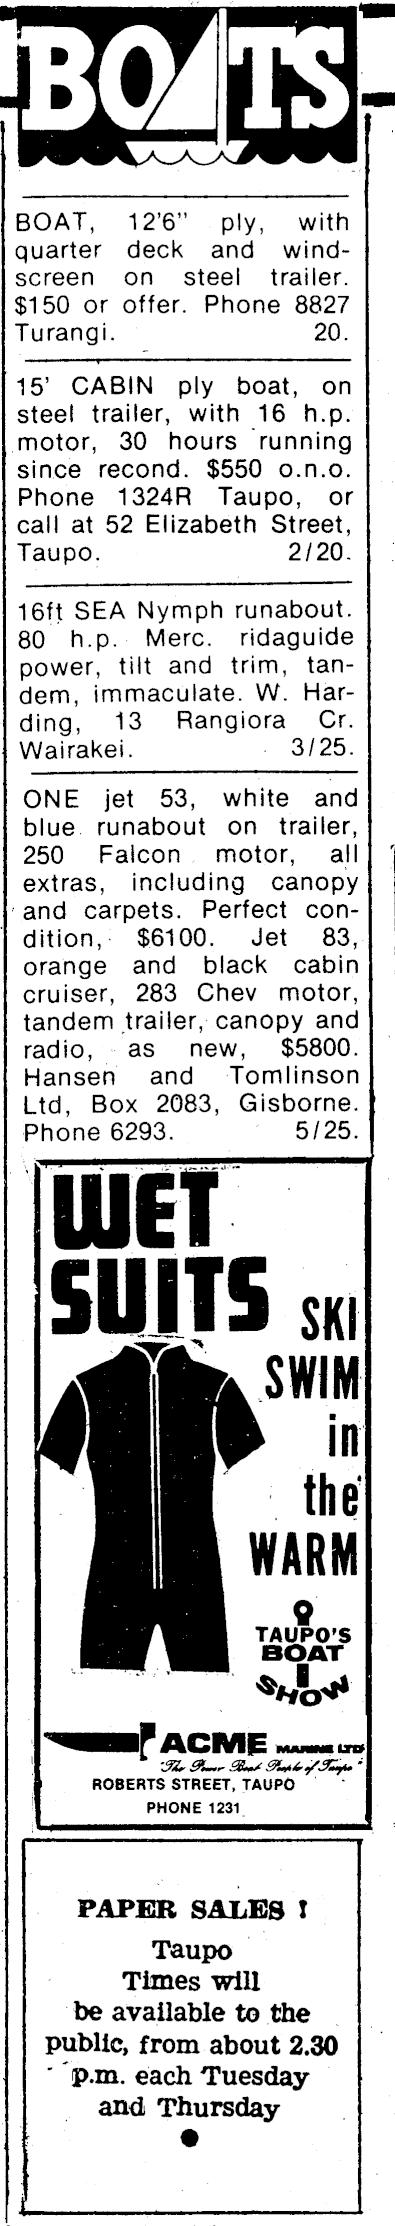 BOATS
BOAT, 12'6" ply, with
quarter deck and wind-
screen on steel trailer.
$150 or offer. Phone 8827
Turangi. 20.
15' CABIN ply boat, on
steel trailer, with 16 h.p.
motor, 30 hours running
since recond. $550 o.n.o.
Phone 1324R Taupo, or
call at 52 Elizabeth Street,
Taupo. 2/20.
16ft SEA Nymph runabout.
80 h.p. Merc. ridaguide
power, tilt and trim, tan-
dem, immaculate. W. Har-
ding, 13 Rangiora Cr.
Wairakei. 3/25.
ONE jet 53, white and
blue runabout on trailer,
250 Falcon motor, all
extras, including canopy
and carpets. Perfect con-
dition, $6100. Jet 83,
orange and black cabin
cruiser, 283 Chev motor,
tandem trailer, canopy and
radio, as new, $5800.
Hansen and Tomlinson
Ltd, Box 2083, Gisborne.
Phone 6293. 5/25.
WET
SUITS
SKI
SWIM
in
the
WARM
TAUPO'S
BOAT
SHOW
ACME MARINE LTD
"The Power Boat People of Taupo"
ROBERTS STREET, TAUPO
PHONE 1231
PAPER SALES !
Taupo
Times will
be available to the
public, from about 2.30
p.m. each Tuesday
and Thursday